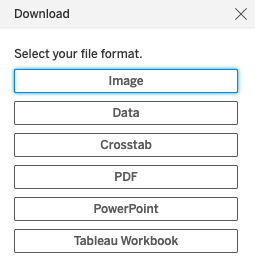 Download
Select your file format.
Image
Data
Crosstab
PDF
PowerPoint
Tableau Workbook